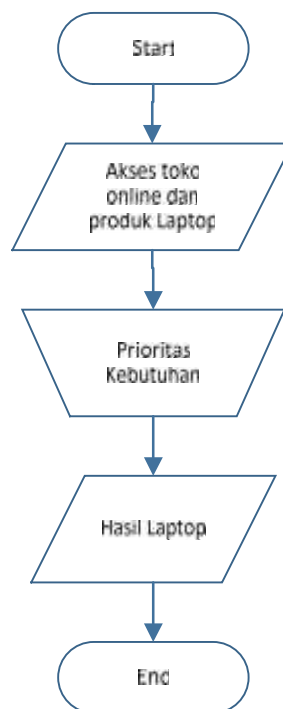 Start
Akses toko
online dan
produk Laptop
Prioritas
Kebutuhan
Hasil Laptop
End